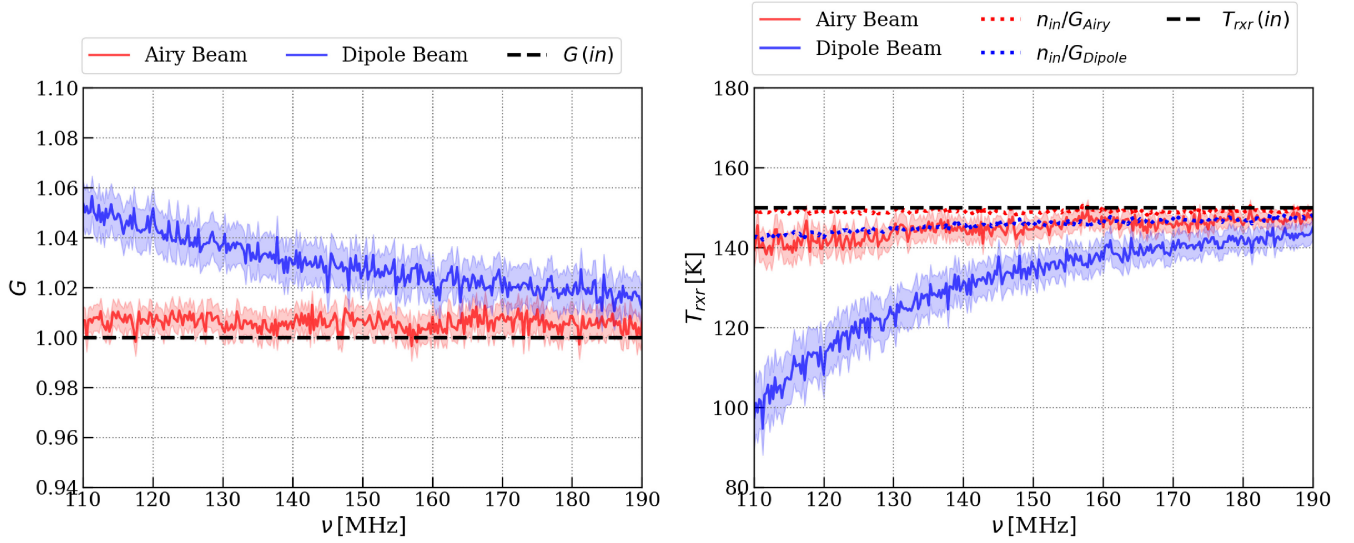 Airy Beam Dipole Beam G (in)
1.10
1.08
1.06
1.04
1.02
1.00
0.98
0.96
0.94
G
110 120 130 140 150 160 170 180 190
ν [MHz]
Airy Beam n_in/G_Airy T_rxr (in)
Dipole Beam n_in/G_Dipole
180
160
140
120
100
80
T_rxr [K]
110 120 130 140 150 160 170 180 190
ν [MHz]